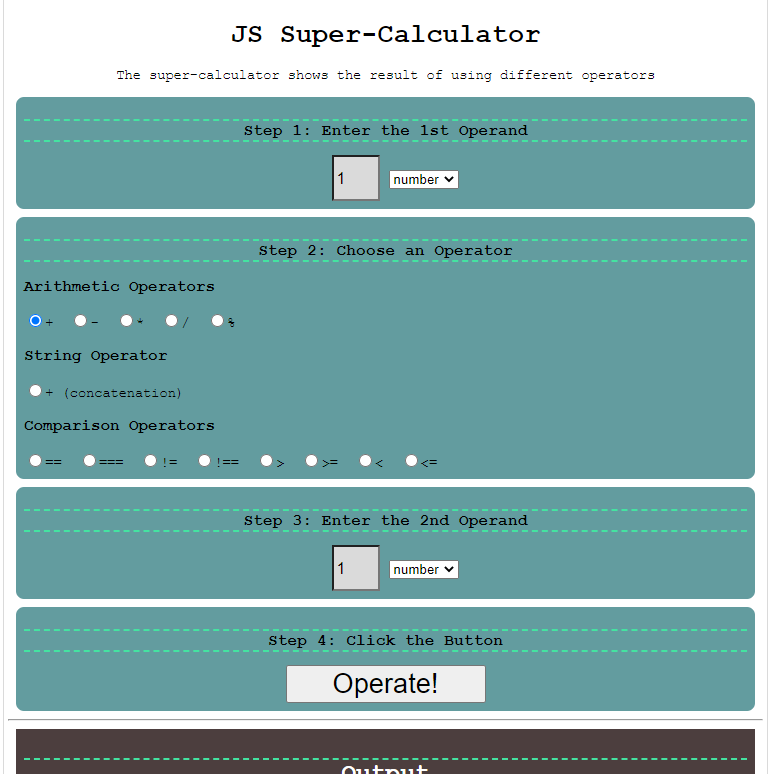 JS Super-Calculator
The super-calculator shows the result of using different operators
Step 1: Enter the 1st Operand
1 number
Step 2: Choose an Operator
Arithmetic Operators
+ - * / %
String Operator
+ (concatenation)
Comparison Operators
== === != !== > >= < <=
Step 3: Enter the 2nd Operand
1 number
Step 4: Click the Button
Operate!
Output